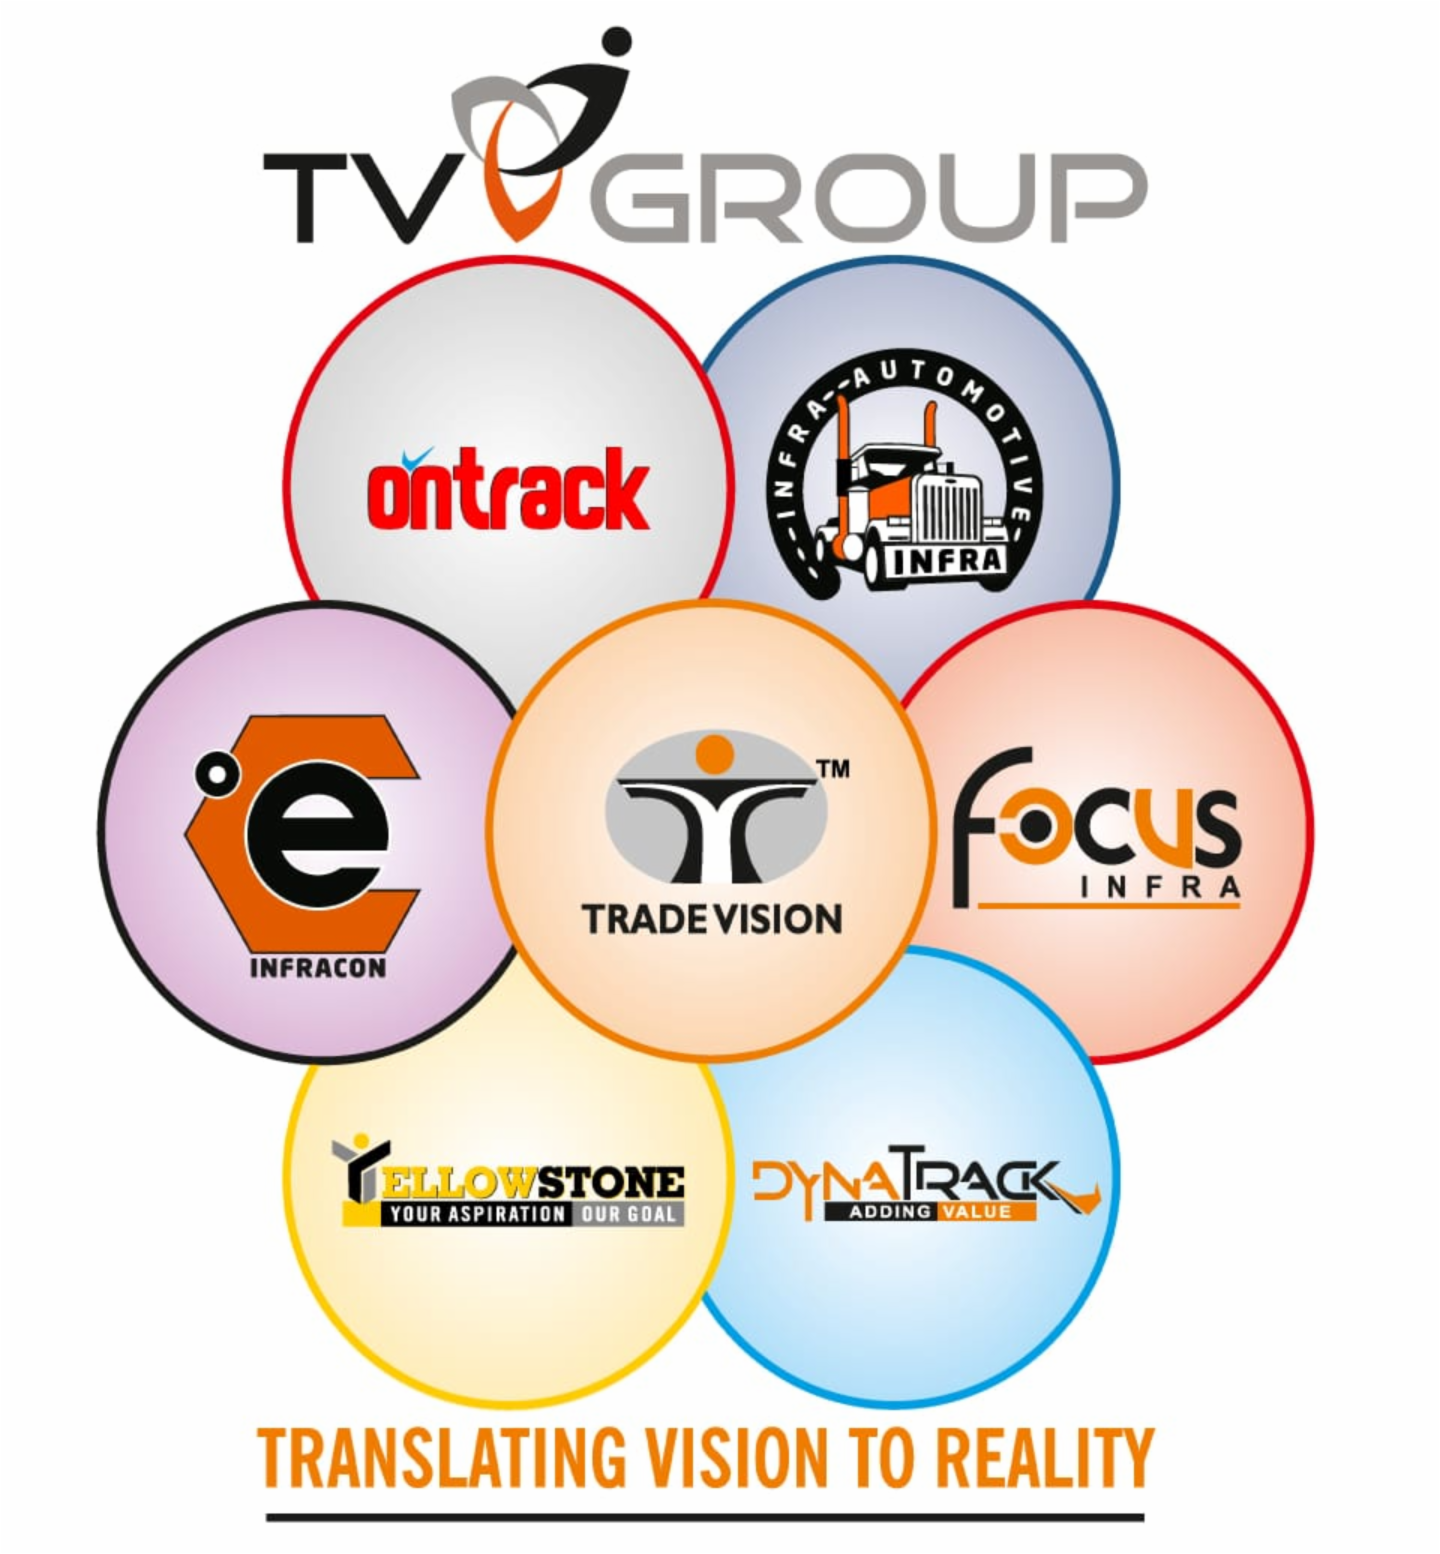 TV GROUP
ontrack
INFRA--AUTOMOTIVE
INFRA
e
INFRACON
TM
TRADE VISION
FOCUS
INFRA
YELLOWSTONE
YOUR ASPIRATION OUR GOAL
DYNATRACK
ADDING VALUE
TRANSLATING VISION TO REALITY